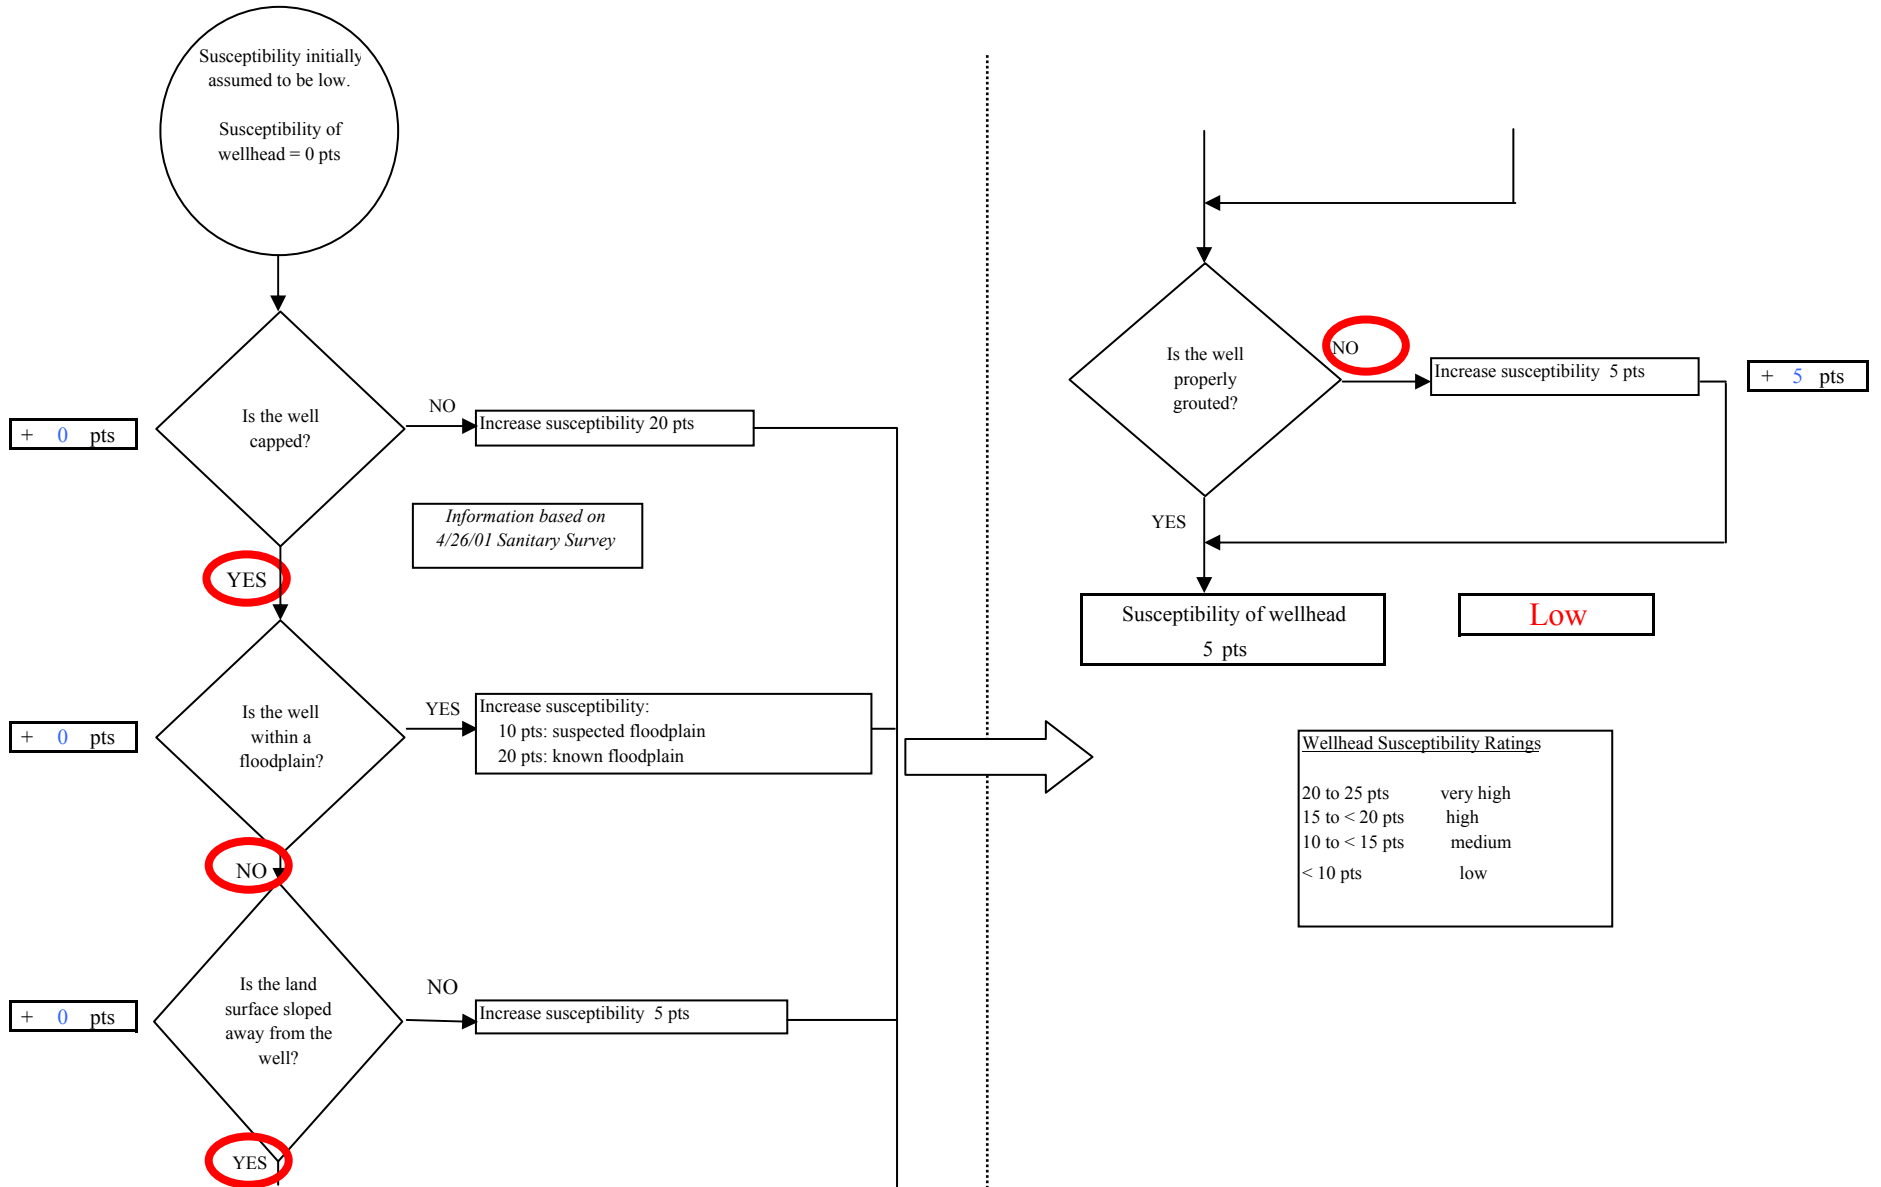 Susceptibility initially
assumed to be low.
Susceptibility of
wellhead = 0 pts
Is the well
capped?
+ 0 pts
NO
Increase susceptibility 20 pts
Information based on
4/26/01 Sanitary Survey
YES
Is the well
within a
floodplain?
+ 0 pts
YES
Increase susceptibility:
10 pts: suspected floodplain
20 pts: known floodplain
NO
Is the land
surface sloped
away from the
well?
+ 0 pts
NO
Increase susceptibility 5 pts
YES
Is the well
properly
grouted?
NO
Increase susceptibility 5 pts
+ 5 pts
YES
Susceptibility of wellhead
5 pts
Low
Wellhead Susceptibility Ratings
20 to 25 pts very high
15 to < 20 pts high
10 to < 15 pts medium
< 10 pts low